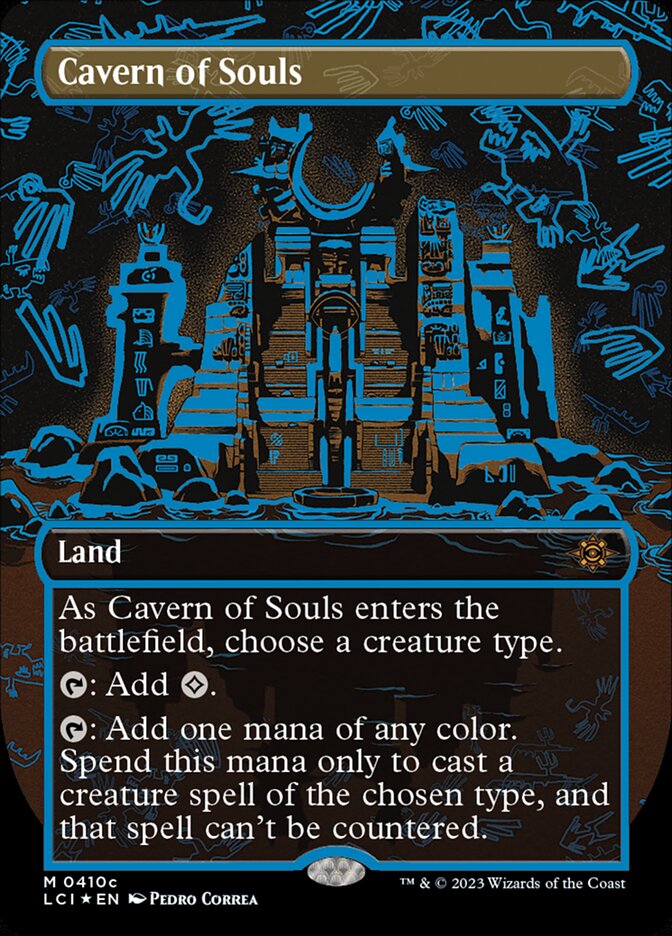 Cavern of Souls
Land
As Cavern of Souls enters the
battlefield, choose a creature type.
: Add .
: Add one mana of any color.
Spend this mana only to cast a
creature spell of the chosen type, and
that spell can't be countered.
M 0410c
LCI★EN Pedro Correa
™ & © 2023 Wizards of the Coast